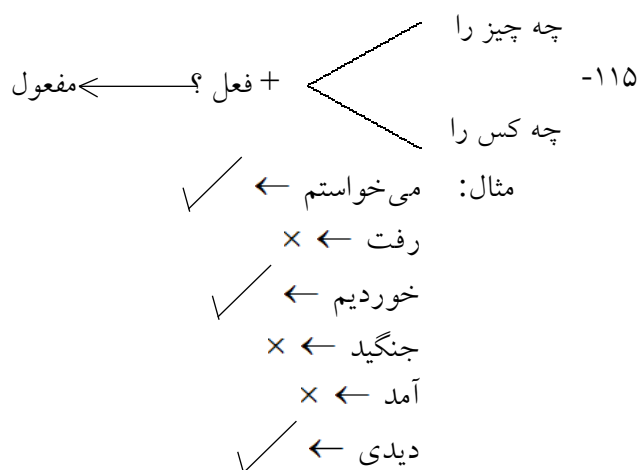 چه چیز را
۱۱۵- + فعل ؟ ← مفعول
چه کس را
مثال: می‌خواستم ← ✓
رفت ← ×
خوردیم ← ✓
جنگید ← ×
آمد ← ×
دیدی ← ✓